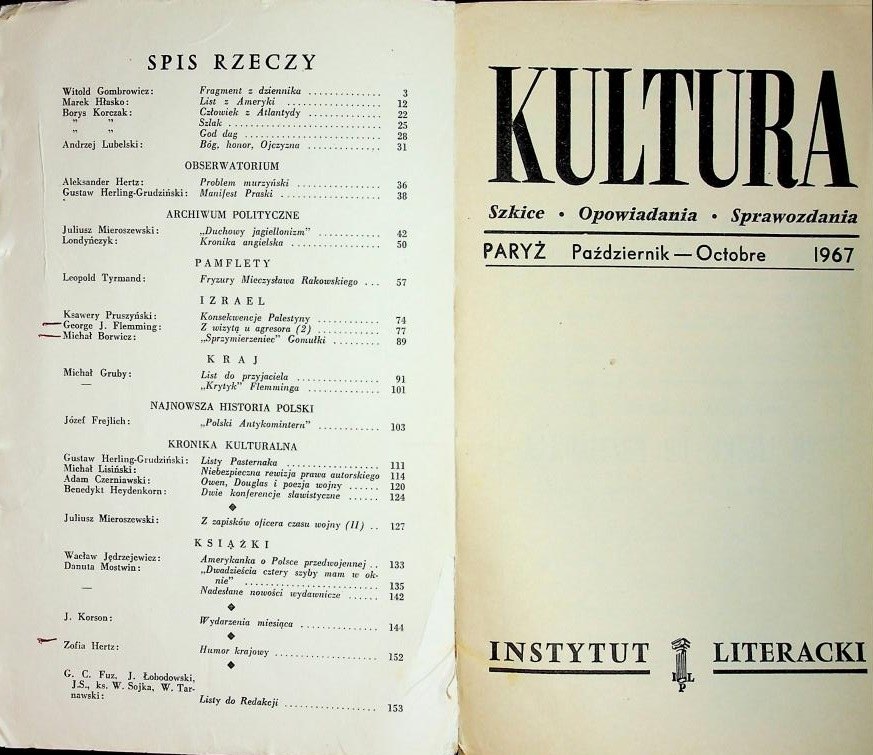 SPIS RZECZY
Witold Gombrowicz: Fragment z dziennika ............... 3
Marek Hłasko: List z Ameryki ............... 12
Borys Korczak: Człowiek z Atlantydy ............... 22
" " Szlak ............... 25
" " God dag ............... 28
Andrzej Lubelski: Bóg, honor, Ojczyzna ............... 31
OBSERWATORIUM
Aleksander Hertz: Problem murzyński ............... 36
Gustaw Herling-Grudziński: Manifest Praski ............... 38
ARCHIWUM POLITYCZNE
Juliusz Mieroszewski: „Duchowy jagiellonizm" ............... 42
Londyńczyk: Kronika angielska ............... 50
PAMFLETY
Leopold Tyrmand: Fryzury Mieczysława Rakowskiego ... 57
IZRAEL
Ksawery Pruszyński: Konsekwencje Palestyny ............... 74
George J. Flemming: Z wizytą u agresora (2) ............... 77
Michał Borwicz: „Sprzymierzeniec" Gomułki ............... 89
KRAJ
Michał Gruby: List do przyjaciela ............... 91
— „Krytyk" Flemminga ............... 101
NAJNOWSZA HISTORIA POLSKI
Józef Frejlich: „Polski Antykomintern" ............... 103
KRONIKA KULTURALNA
Gustaw Herling-Grudziński: Listy Pasternaka ............... 111
Michał Lisiński: Niebezpieczna rewizja prawa autorskiego 114
Adam Czerniawski: Owen, Douglas i poezja wojny ...... 120
Benedykt Heydenkorn: Dwie konferencje slawistyczne ...... 124
Juliusz Mieroszewski: Z zapisków oficera czasu wojny (II) .. 127
KSIĄŻKI
Wacław Jędrzejewicz: Amerykanka o Polsce przedwojennej .. 133
Danuta Mostwin: „Dwadzieścia cztery szyby mam w ok-
nie" ............... 135
— Nadesłane nowości wydawnicze ...... 142
J. Korson: Wydarzenia miesiąca ............... 144
Zofia Hertz: Humor krajowy ............... 152
G. C. Fuz, J. Łobodowski,
J.S., ks. W. Sojka, W. Tar-
nawski: Listy do Redakcji ............... 153
KULTURA
Szkice • Opowiadania • Sprawozdania
PARYŻ Październik — Octobre 1967
INSTYTUT ILP LITERACKI